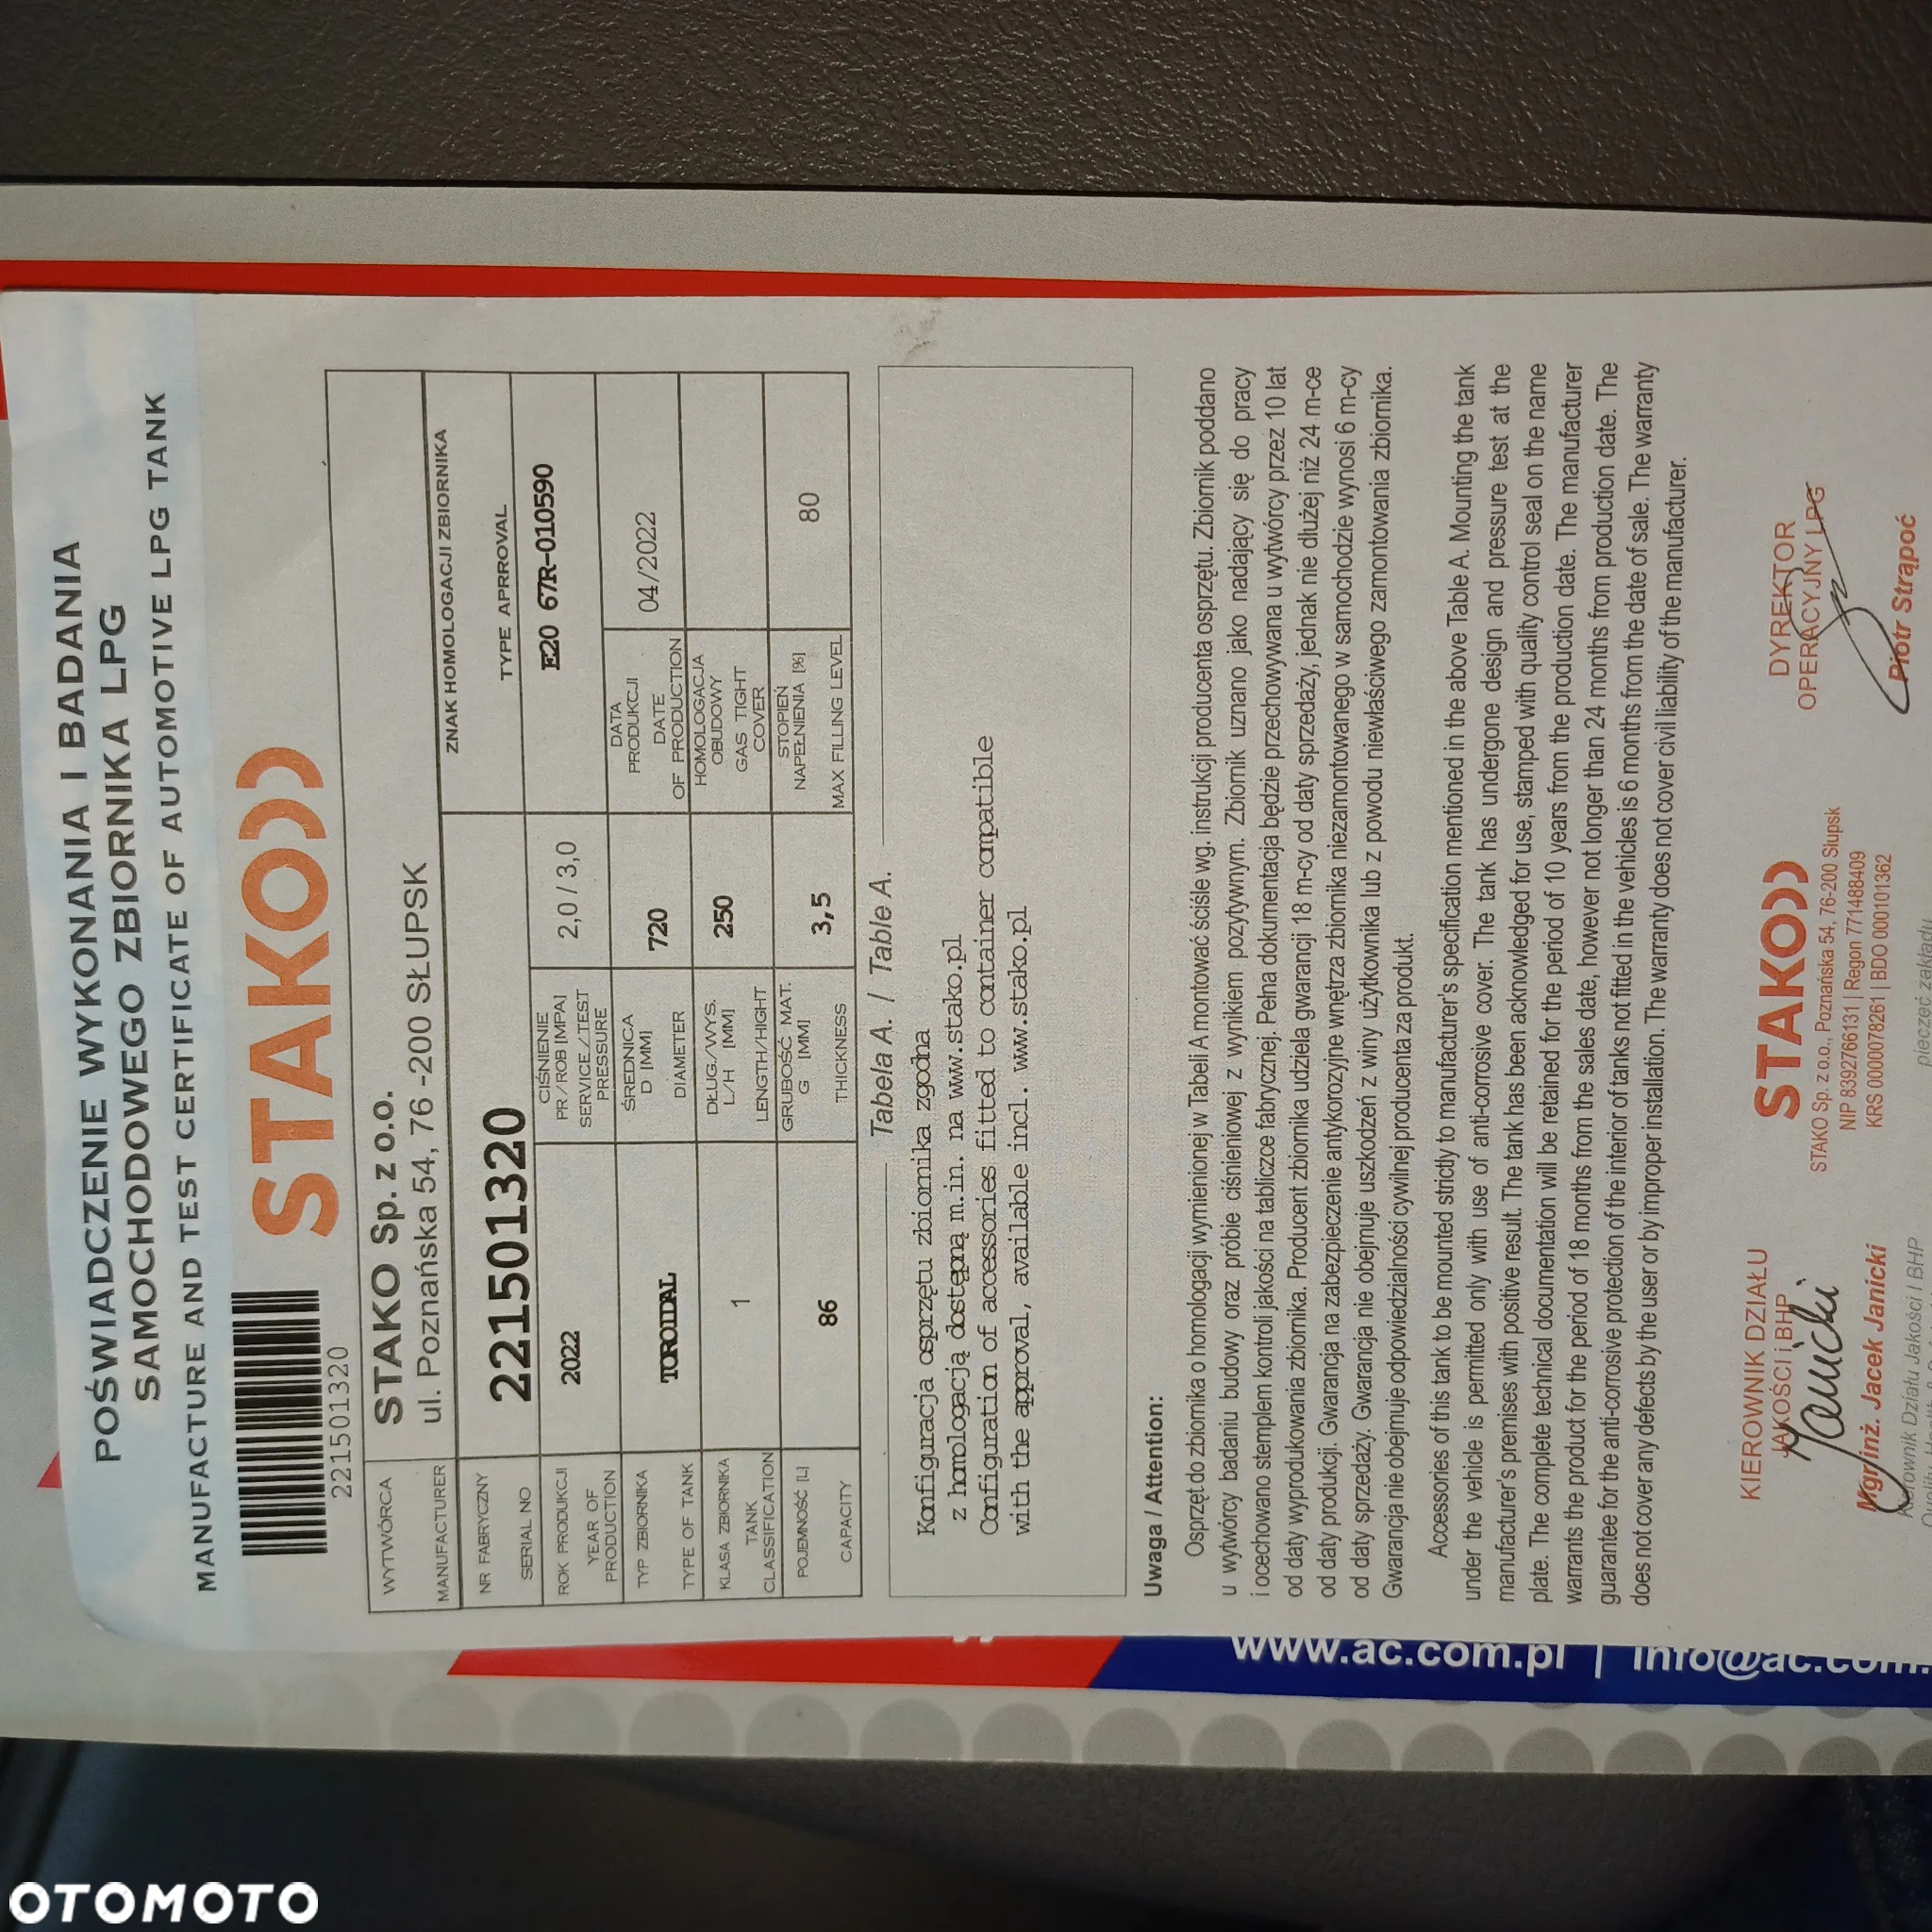 POŚWIADCZENIE WYKONANIA I BADANIA
SAMOCHODOWEGO ZBIORNIKA LPG
MANUFACTURE AND TEST CERTIFICATE OF AUTOMOTIVE LPG TANK
221501320
STAKO
WYTWÓRCA
MANUFACTURER
STAKO Sp. z o.o.
ul. Poznańska 54, 76 -200 SŁUPSK
NR FABRYCZNY
SERIAL NO
221501320
ZNAK HOMOLOGACJI ZBIORNIKA
TYPE APRROVAL
E20 67R-010590
ROK PRODUKCJI
YEAR OF
PRODUCTION
2022
CIŚNIENIE
PR/ROB [MPA]
SERVICE/TEST
PRESSURE
2,0 / 3,0
TYP ZBIORNIKA
TYPE OF TANK
TOROIDAL
ŚREDNICA
D [MM]
DIAMETER
720
DATA
PRODUKCJI
DATE
OF PRODUCTION
04/2022
KLASA ZBIORNIKA
TANK
CLASSIFICATION
1
DŁUG./WYS.
L/H [MM]
LENGTH/HIGHT
250
HOMOLOGACJA
OBUDOWY
GAS TIGHT
COVER
POJEMNOŚĆ [L]
CAPACITY
86
GRUBOŚĆ MAT.
G [MM]
THICKNESS
3,5
STOPIEŃ
NAPEŁNIENIA [%]
MAX FILLING LEVEL
80
Tabela A. / Table A.
Konfiguracja osprzętu zbiornika zgodna
z homologacją dostępną m.in. na www.stako.pl
Configuration of accessories fitted to container compatible
with the approval, available incl. www.stako.pl
Uwaga / Attention:
Osprzęt do zbiornika o homologacji wymienionej w Tabeli A montować ściśle wg. instrukcji producenta osprzętu. Zbiornik poddano
u wytwórcy badaniu budowy oraz próbie ciśnieniowej z wynikiem pozytywnym. Zbiornik uznano jako nadający się do pracy
i ocechowano stemplem kontroli jakości na tabliczce fabrycznej. Pełna dokumentacja będzie przechowywana u wytwórcy przez 10 lat
od daty wyprodukowania zbiornika. Producent zbiornika udziela gwarancji 18 m-cy od daty sprzedaży, jednak nie dłużej niż 24 m-ce
od daty produkcji. Gwarancja na zabezpieczenie antykorozyjne wnętrza zbiornika niezamontowanego w samochodzie wynosi 6 m-cy
od daty sprzedaży. Gwarancja nie obejmuje uszkodzeń z winy użytkownika lub z powodu niewłaściwego zamontowania zbiornika.
Gwarancja nie obejmuje odpowiedzialności cywilnej producenta za produkt.
Accessories of this tank to be mounted strictly to manufacturer's specification mentioned in the above Table A. Mounting the tank
under the vehicle is permitted only with use of anti-corrosive cover. The tank has undergone design and pressure test at the
manufacturer's premises with positive result. The tank has been acknowledged for use, stamped with quality control seal on the name
plate. The complete technical documentation will be retained for the period of 10 years from the production date. The manufacturer
warrants the product for the period of 18 months from the sales date, however not longer than 24 months from production date. The
guarantee for the anti-corrosive protection of the interior of tanks not fitted in the vehicles is 6 months from the date of sale. The warranty
does not cover any defects by the user or by improper installation. The warranty does not cover civil liability of the manufacturer.
KIEROWNIK DZIAŁU
JAKOŚCI i BHP
Janicki
Mgr inż. Jacek Janicki
Kierownik Działu Jakości I BHP
STAKO
STAKO Sp. z o.o., Poznańska 54, 76-200 Słupsk
NIP 8392766131 | Regon 771488409
KRS 0000078261 | BDO 000101362
pieczęć zakładu
DYREKTOR
OPERACYJNY LPG
Piotr Strąpoć
www.ac.com.pl | info@ac.com.
OTOMOTO